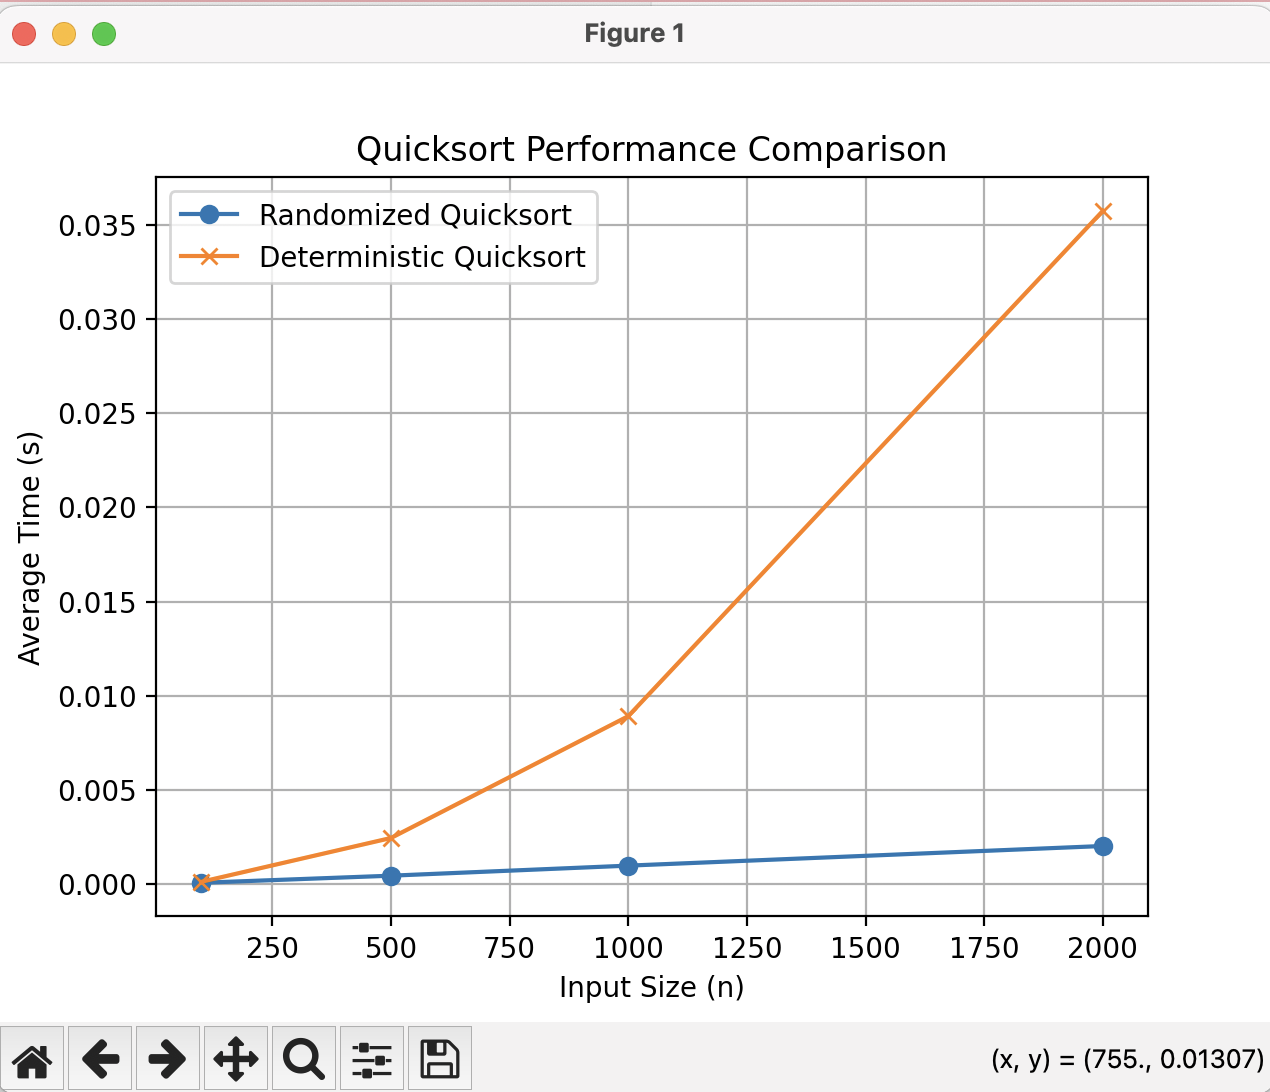 Figure 1
Quicksort Performance Comparison
Randomized Quicksort
Deterministic Quicksort
0.035
0.030
0.025
0.020
0.015
0.010
0.005
0.000
Average Time (s)
250 500 750 1000 1250 1500 1750 2000
Input Size (n)
(x, y) = (755., 0.01307)